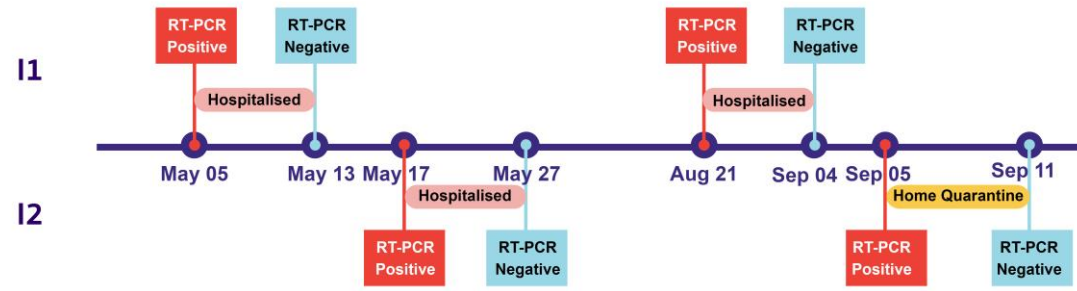 RT-PCR
Positive
RT-PCR
Negative
RT-PCR
Positive
RT-PCR
Negative
I1
Hospitalised
Hospitalised
May 05
May 13
May 17
May 27
Aug 21
Sep 04
Sep 05
Sep 11
Hospitalised
Home Quarantine
I2
RT-PCR
Positive
RT-PCR
Negative
RT-PCR
Positive
RT-PCR
Negative